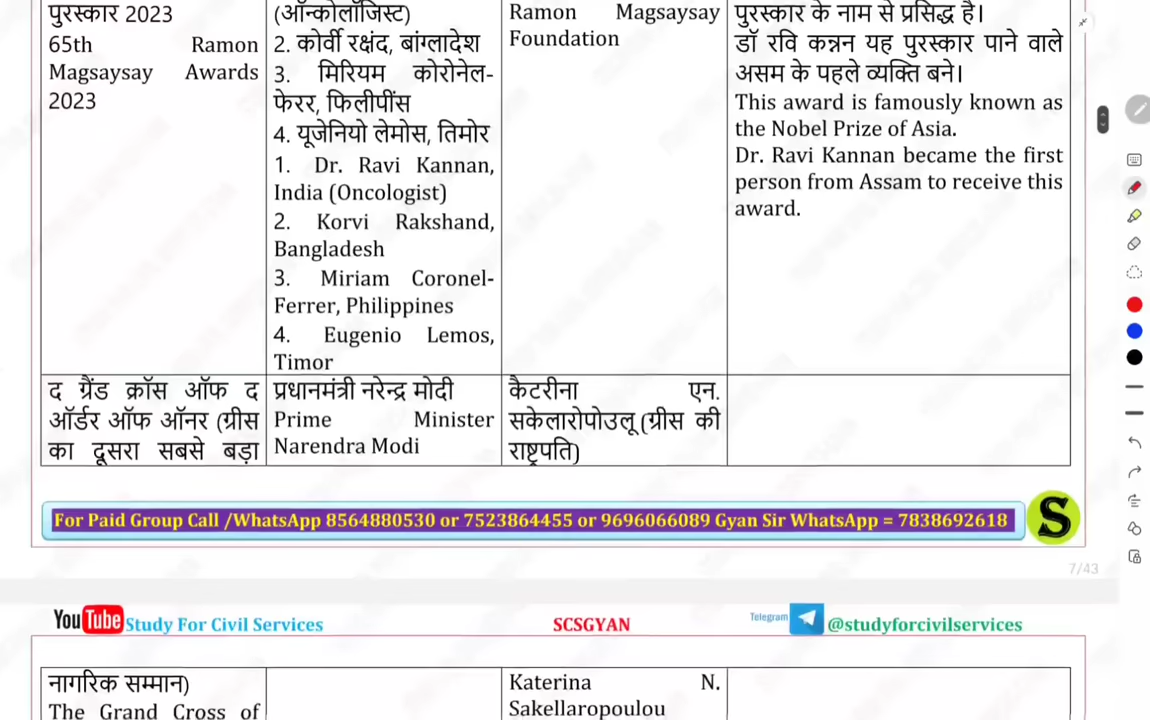 पुरस्कार 2023
65th Ramon
Magsaysay Awards
2023
(ऑन्कोलॉजिस्ट)
2. कोर्वी रक्षंद, बांग्लादेश
3. मिरियम कोरोनेल-
फेरर, फिलीपींस
4. यूजेनियो लेमोस, तिमोर
1. Dr. Ravi Kannan,
India (Oncologist)
2. Korvi Rakshand,
Bangladesh
3. Miriam Coronel-
Ferrer, Philippines
4. Eugenio Lemos,
Timor
Ramon Magsaysay
Foundation
पुरस्कार के नाम से प्रसिद्ध है।
डॉ रवि कन्नन यह पुरस्कार पाने वाले
असम के पहले व्यक्ति बने।
This award is famously known as
the Nobel Prize of Asia.
Dr. Ravi Kannan became the first
person from Assam to receive this
award.
द ग्रैंड क्रॉस ऑफ द
ऑर्डर ऑफ ऑनर (ग्रीस
का दूसरा सबसे बड़ा
प्रधानमंत्री नरेन्द्र मोदी
Prime Minister
Narendra Modi
कैटरीना एन.
सकेलारोपोउलू (ग्रीस की
राष्ट्रपति)
For Paid Group Call /WhatsApp 8564880530 or 7523864455 or 9696066089 Gyan Sir WhatsApp = 7838692618
S
7/43
YouTube Study For Civil Services
SCSGYAN
Telegram @studyforcivilservices
नागरिक सम्मान)
The Grand Cross of
Katerina N.
Sakellaropoulou